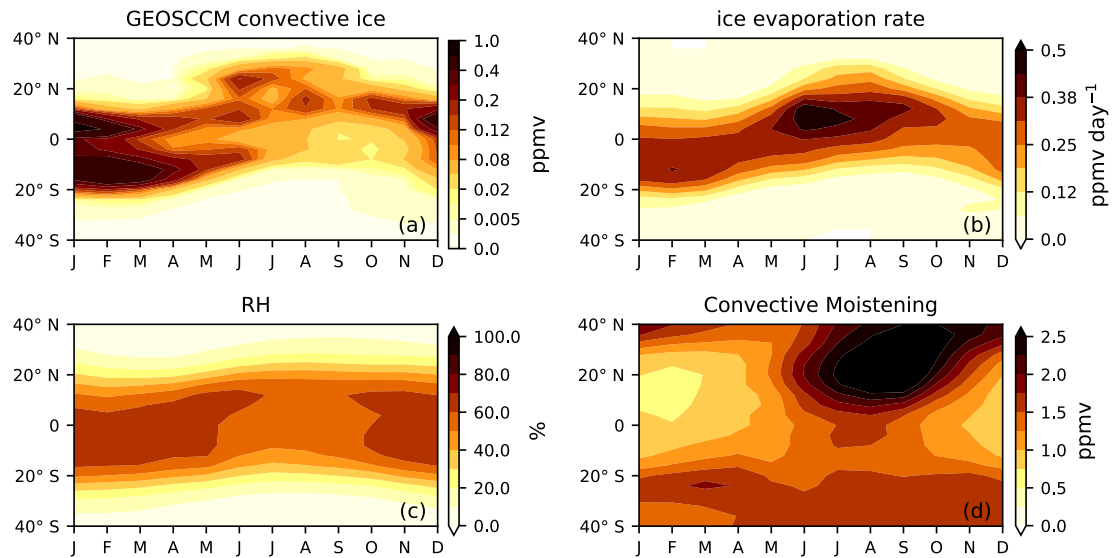 GEOSCCM convective ice
40° N
20° N
0
20° S
40° S
J F M A M J J A S O N D
(a)
1.0
0.4
0.2
0.12
0.08
0.02
0.005
0.0
ppmv
ice evaporation rate
40° N
20° N
0
20° S
40° S
J F M A M J J A S O N D
(b)
0.5
0.38
0.25
0.12
0.0
ppmv day⁻¹
RH
40° N
20° N
0
20° S
40° S
J F M A M J J A S O N D
(c)
100.0
80.0
60.0
40.0
20.0
0.0
%
Convective Moistening
40° N
20° N
0
20° S
40° S
J F M A M J J A S O N D
(d)
2.5
2.0
1.5
1.0
0.5
0.0
ppmv